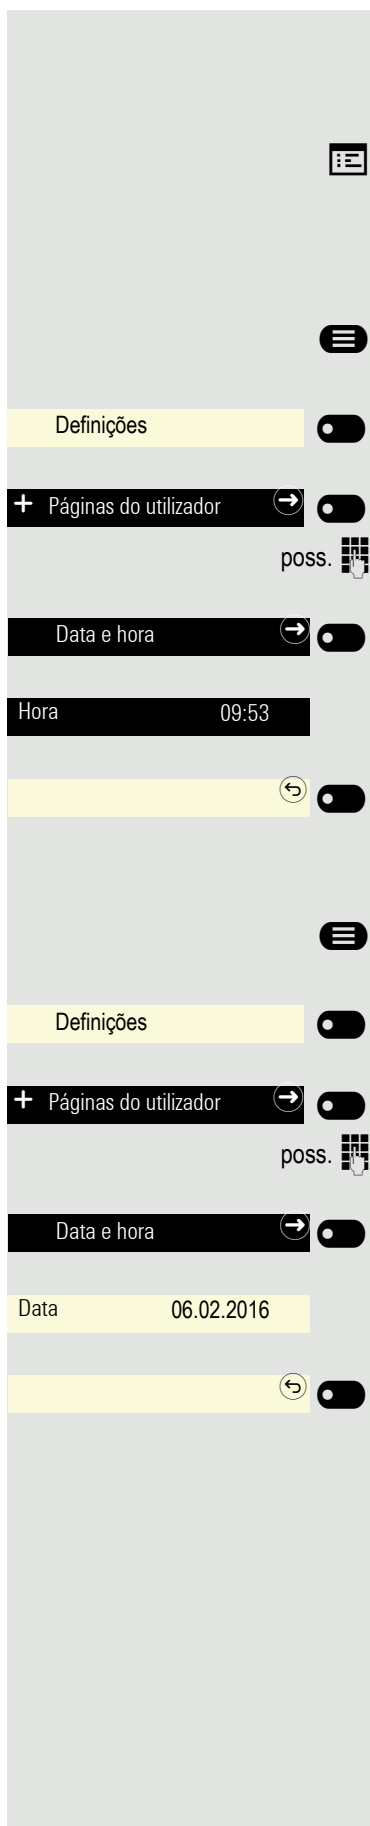 Definições
+ Páginas do utilizador
poss.
Data e hora
Hora 09:53
Definições
+ Páginas do utilizador
poss.
Data e hora
Data 06.02.2016